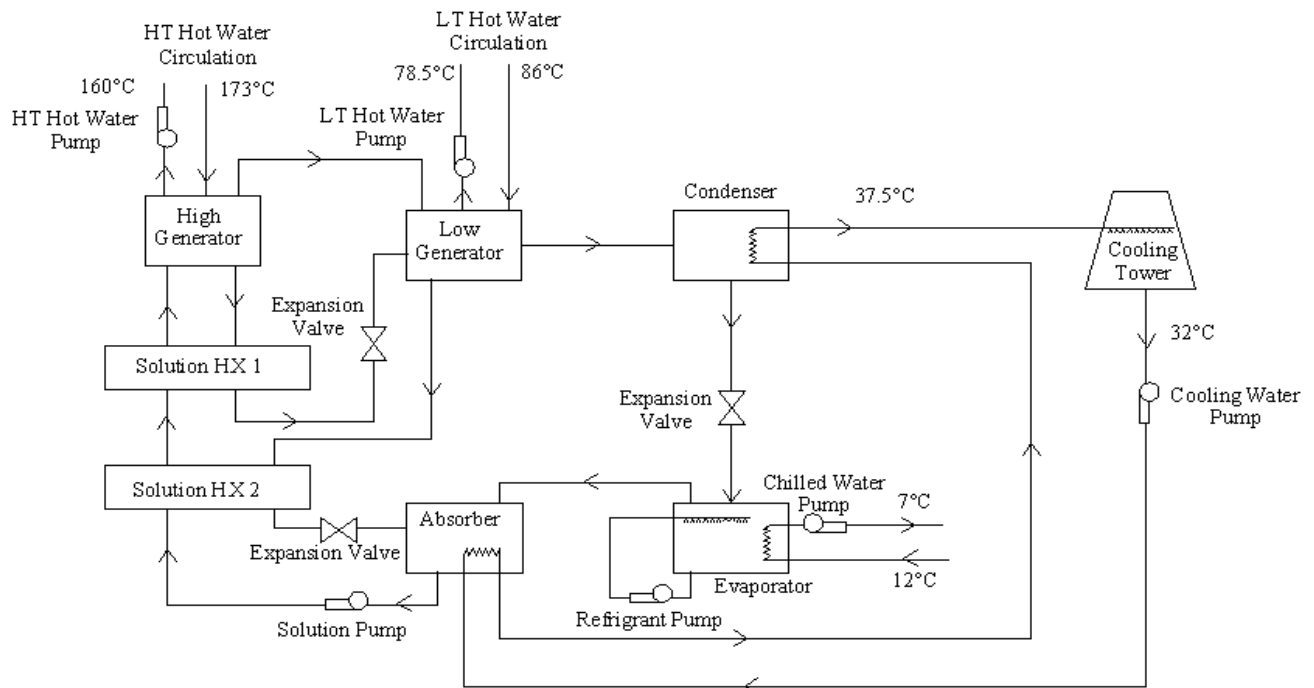 HT Hot Water
Circulation
160°C
173°C
HT Hot Water
Pump
LT Hot Water
Circulation
78.5°C
86°C
LT Hot Water
Pump
High
Generator
Low
Generator
Condenser
37.5°C
Cooling
Tower
32°C
Cooling Water
Pump
Expansion
Valve
Solution HX 1
Expansion
Valve
Solution HX 2
Absorber
Expansion Valve
Chilled Water
Pump
7°C
12°C
Evaporator
Refrigrant Pump
Solution Pump